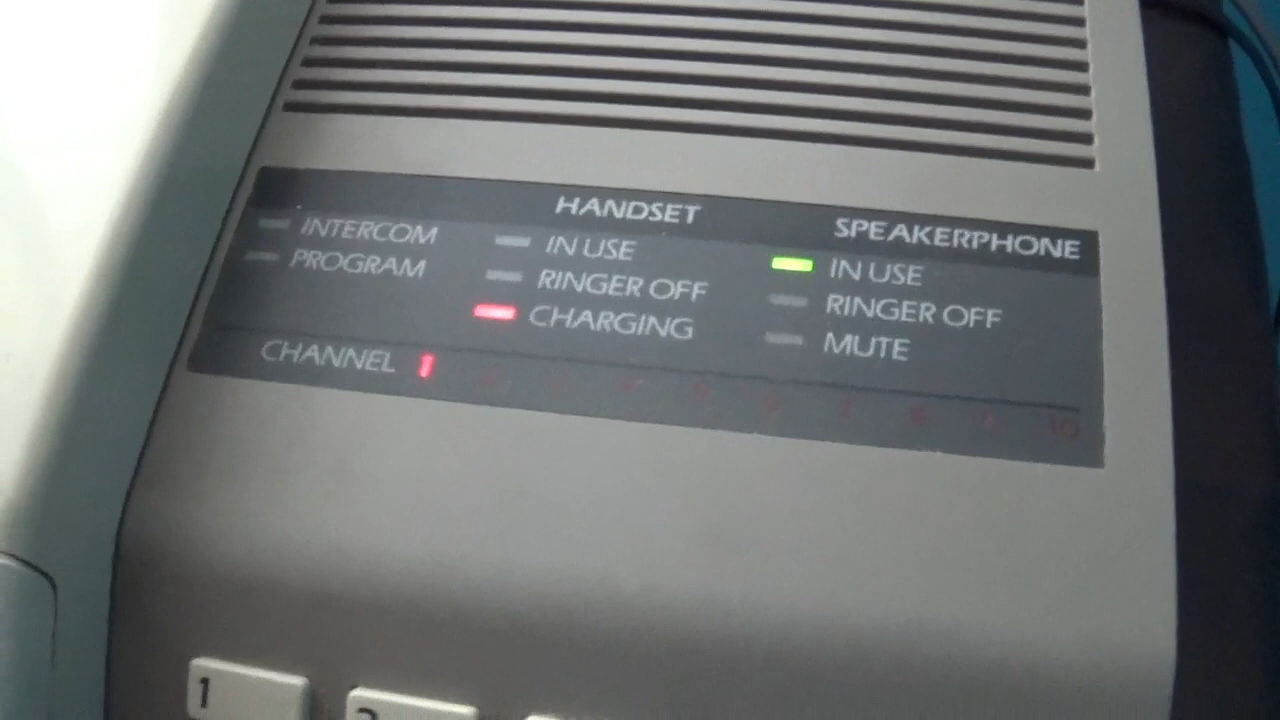 HANDSET
SPEAKERPHONE
INTERCOM
IN USE
IN USE
PROGRAM
RINGER OFF
RINGER OFF
CHARGING
MUTE
CHANNEL 1
1